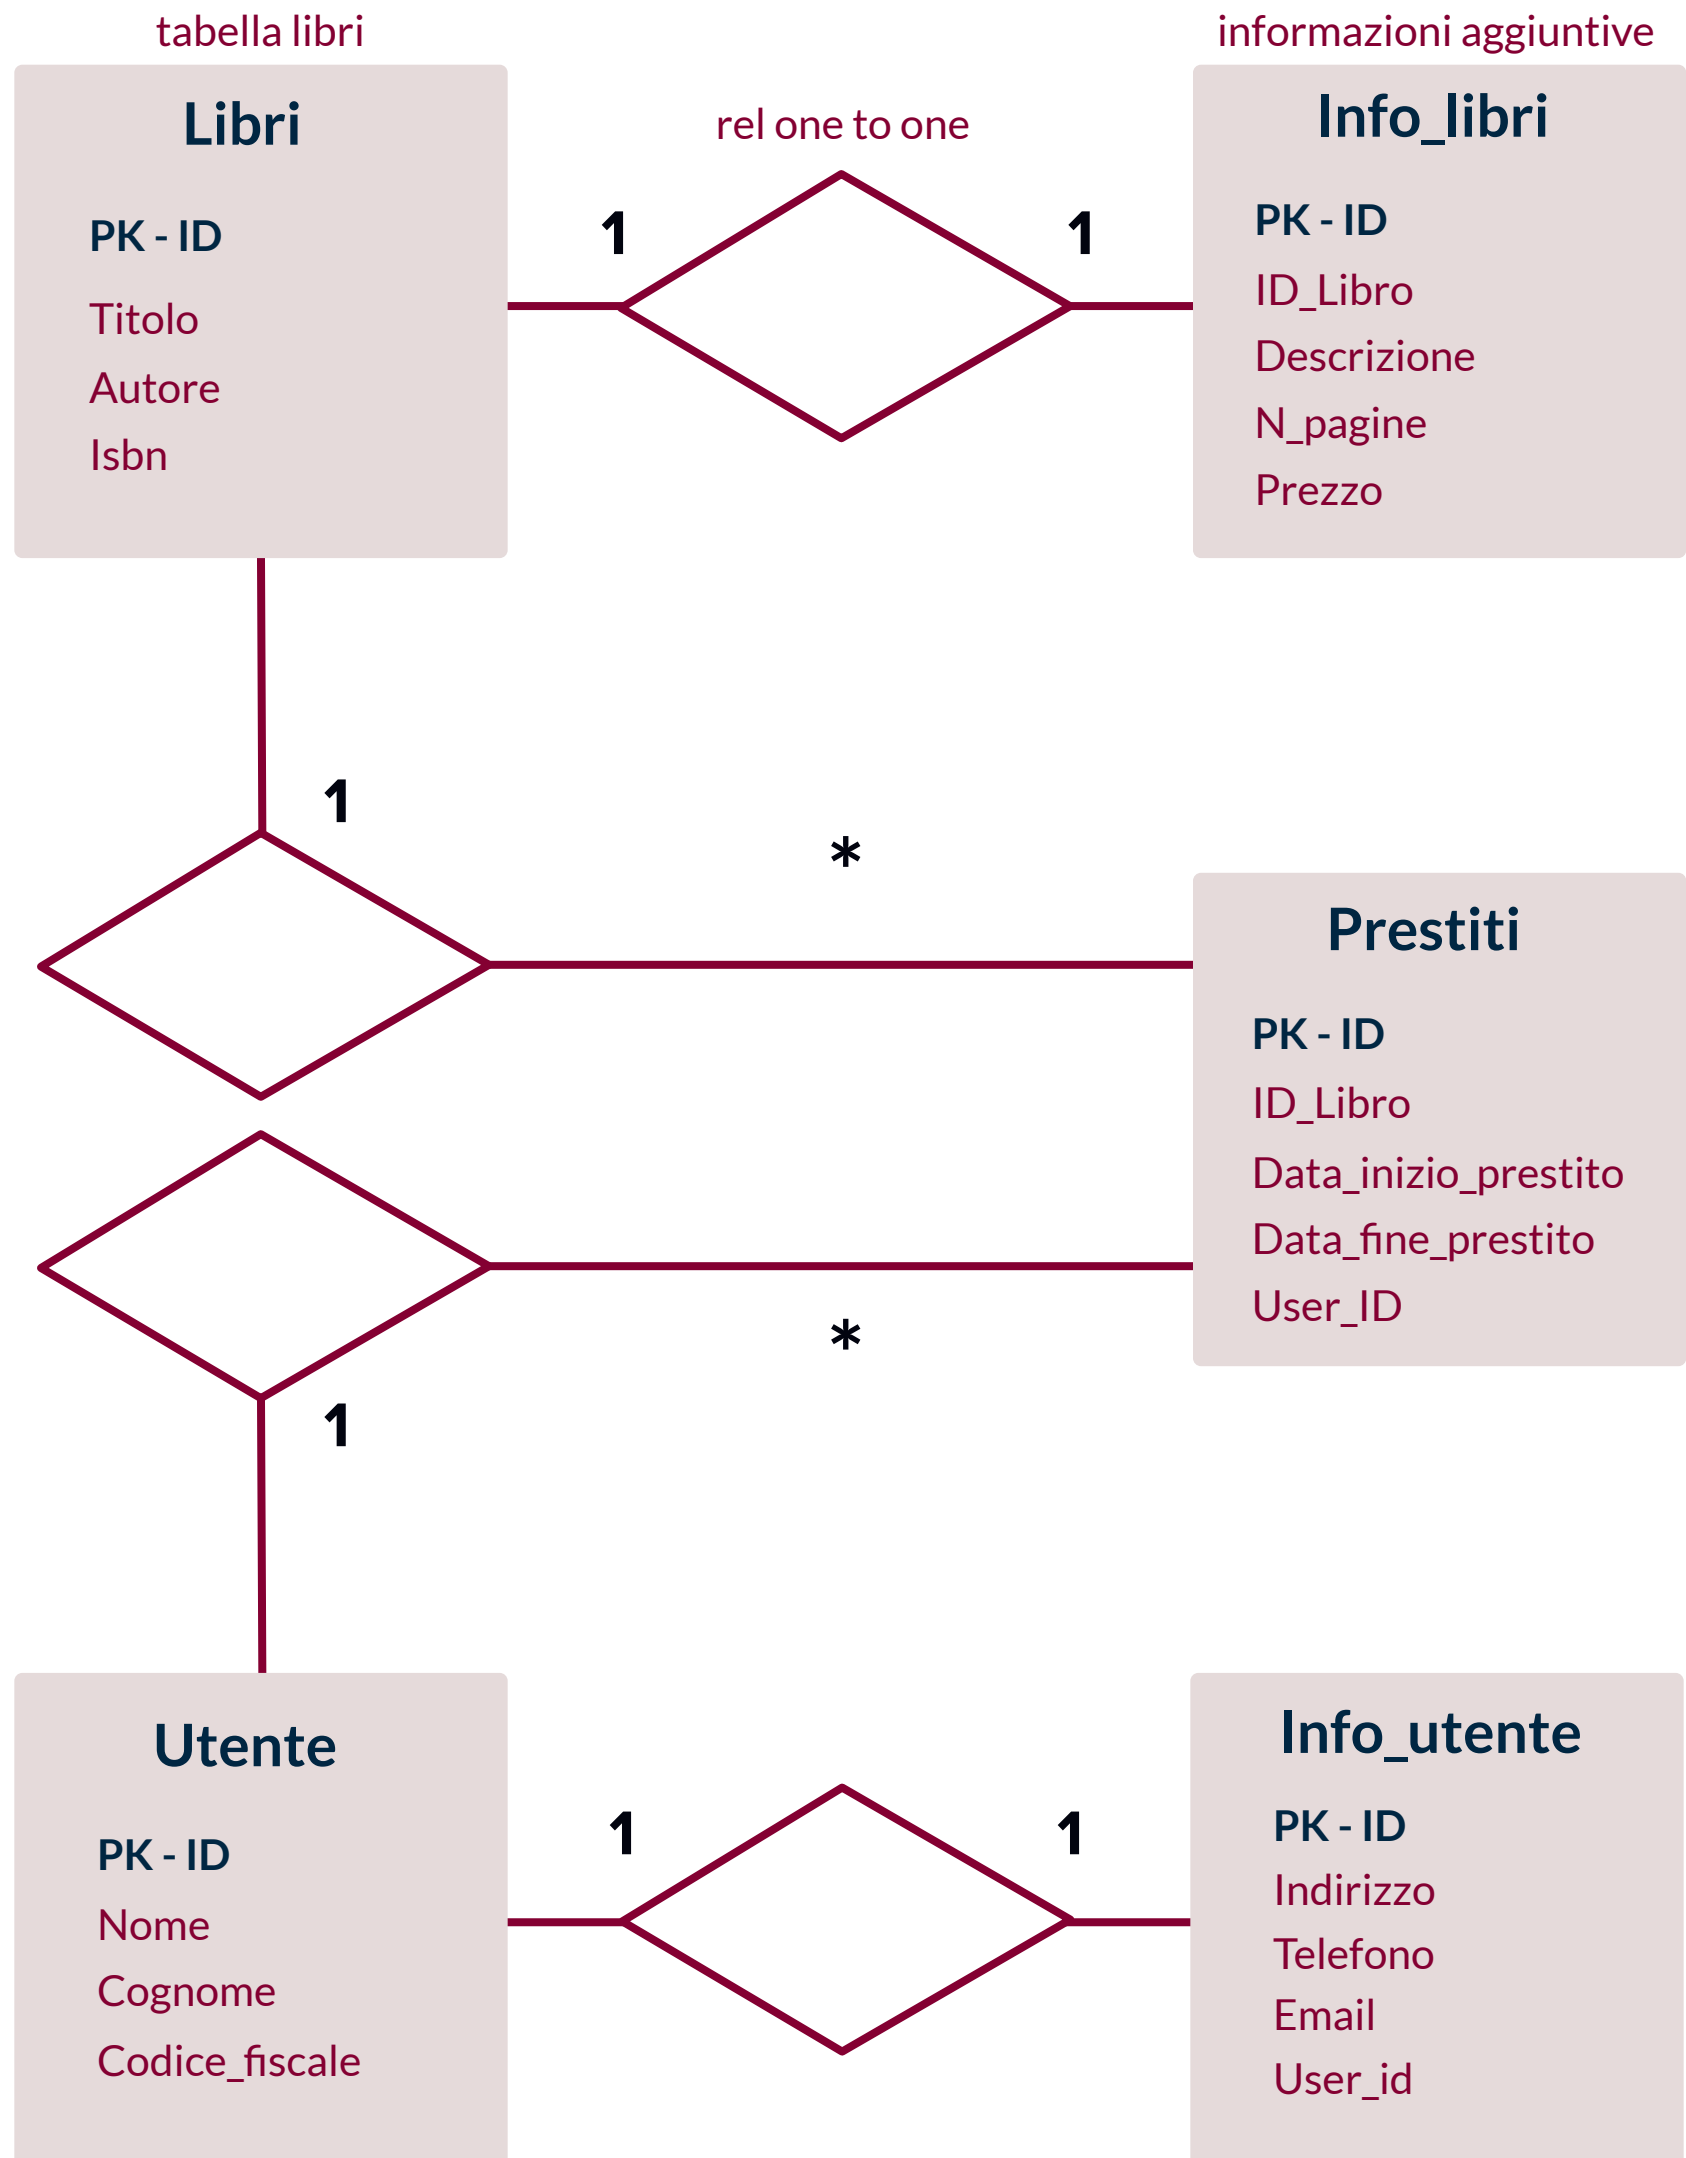 tabella libri
informazioni aggiuntive
Libri
PK - ID
Titolo
Autore
Isbn
rel one to one
1
1
Info_libri
PK - ID
ID_Libro
Descrizione
N_pagine
Prezzo
1
*
Prestiti
PK - ID
ID_Libro
Data_inizio_prestito
Data_fine_prestito
User_ID
*
1
Utente
PK - ID
Nome
Cognome
Codice_fiscale
1
1
Info_utente
PK - ID
Indirizzo
Telefono
Email
User_id